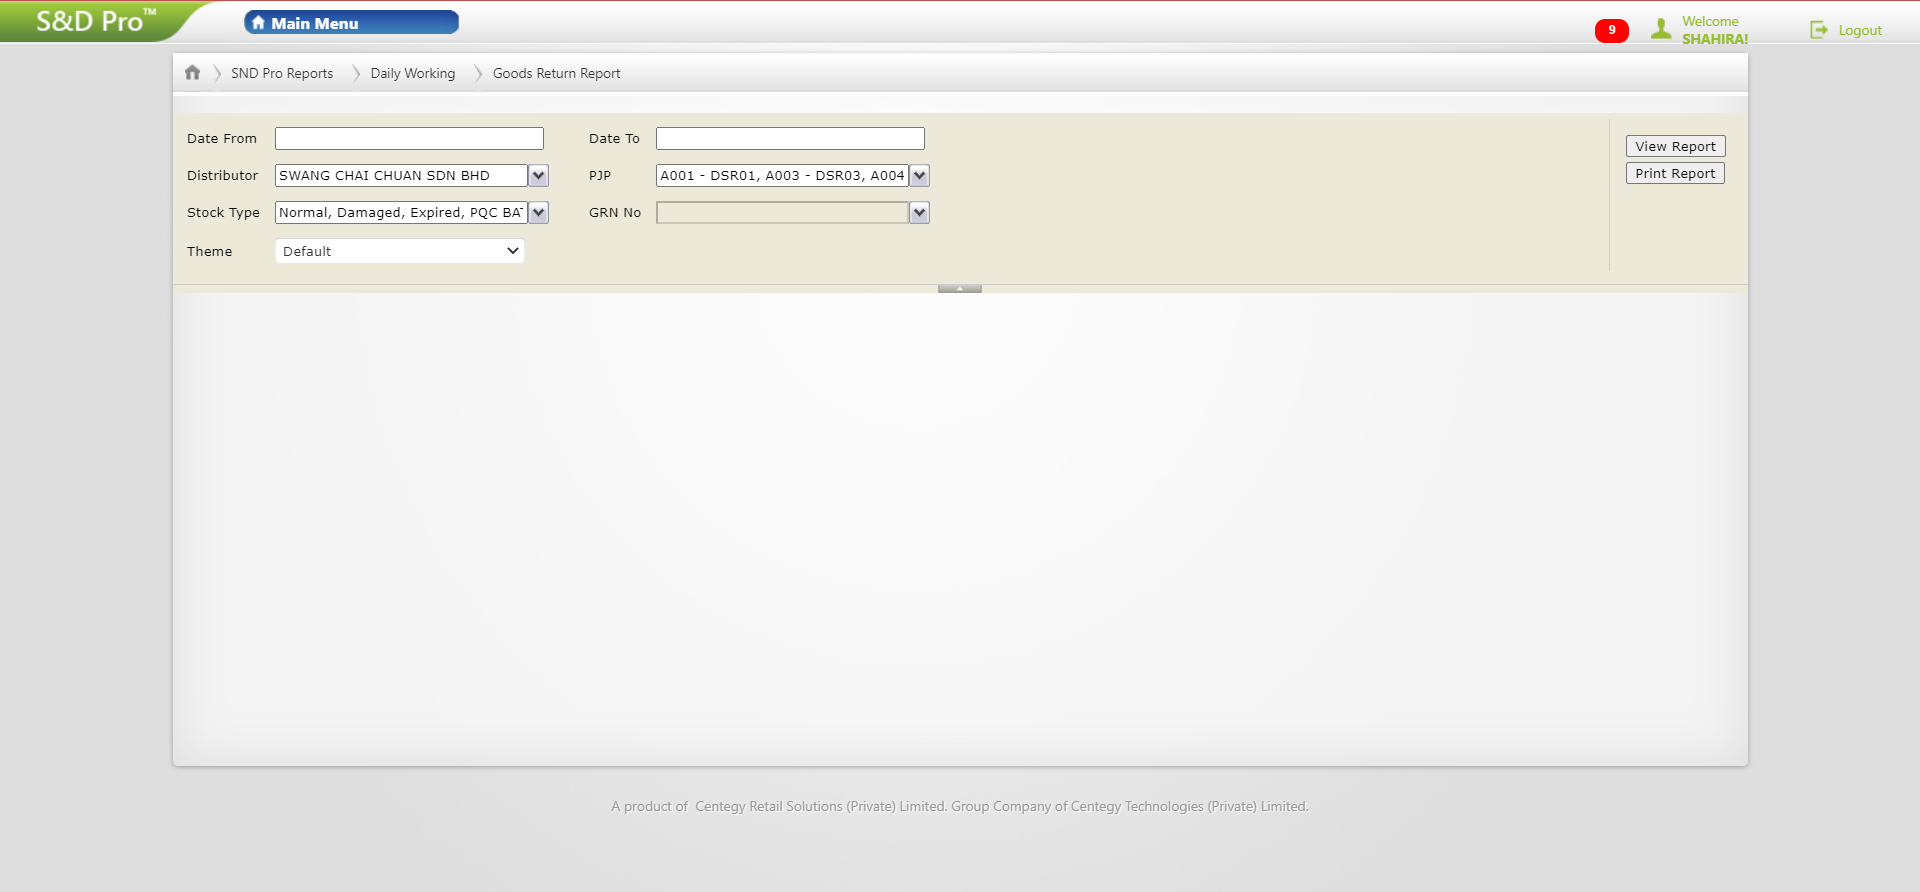 S&D Pro™
Main Menu
9
Welcome
SHAHIRA!
Logout
SND Pro Reports
Daily Working
Goods Return Report
Date From
Date To
View Report
Distributor
SWANG CHAI CHUAN SDN BHD
PJP
A001 - DSR01, A003 - DSR03, A004
Print Report
Stock Type
Normal, Damaged, Expired, PQC
GRN No
Theme
Default
A product of  Centegy Retail Solutions (Private) Limited. Group Company of Centegy Technologies (Private) Limited.